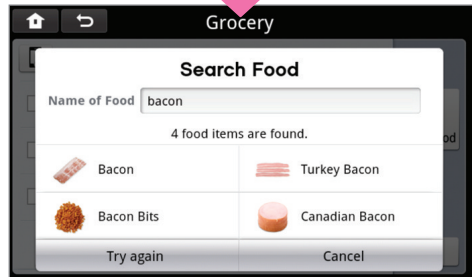 Grocery
Search Food
Name of Food bacon
4 food items are found.
Bacon
Turkey Bacon
Bacon Bits
Canadian Bacon
Try again
Cancel
od